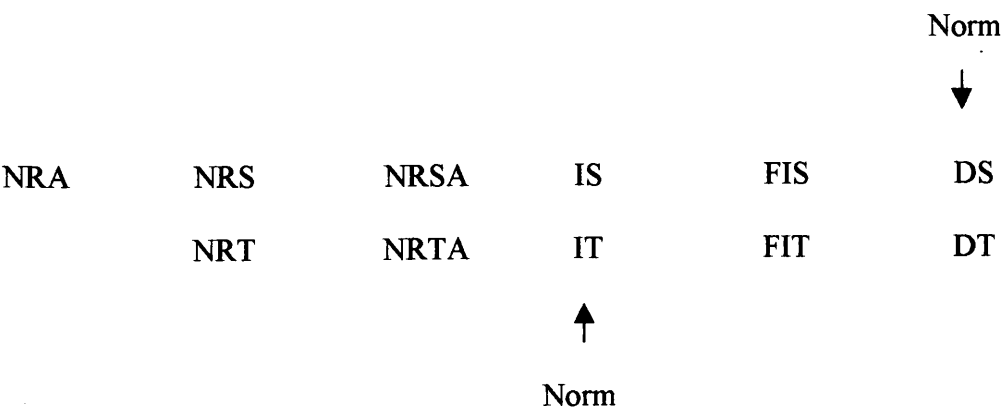 Norm
NRA NRS NRSA IS FIS DS
NRT NRTA IT FIT DT
Norm